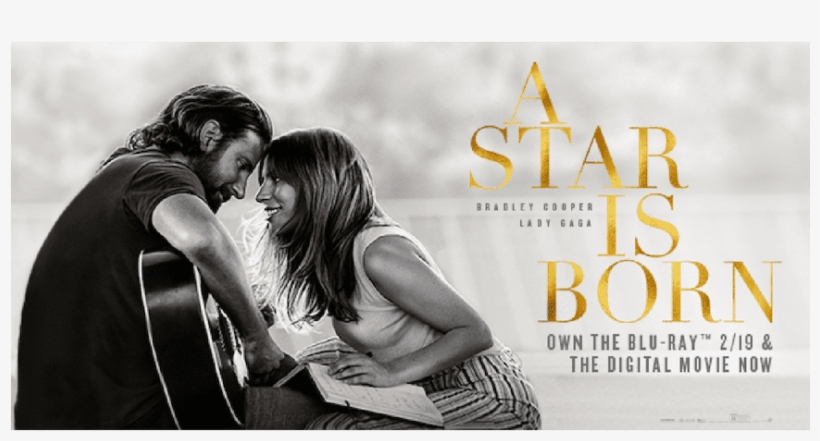 A
STAR
BRADLEY COOPER
LADY GAGA
IS
BORN
OWN THE BLU-RAY™ 2/19 &
THE DIGITAL MOVIE NOW